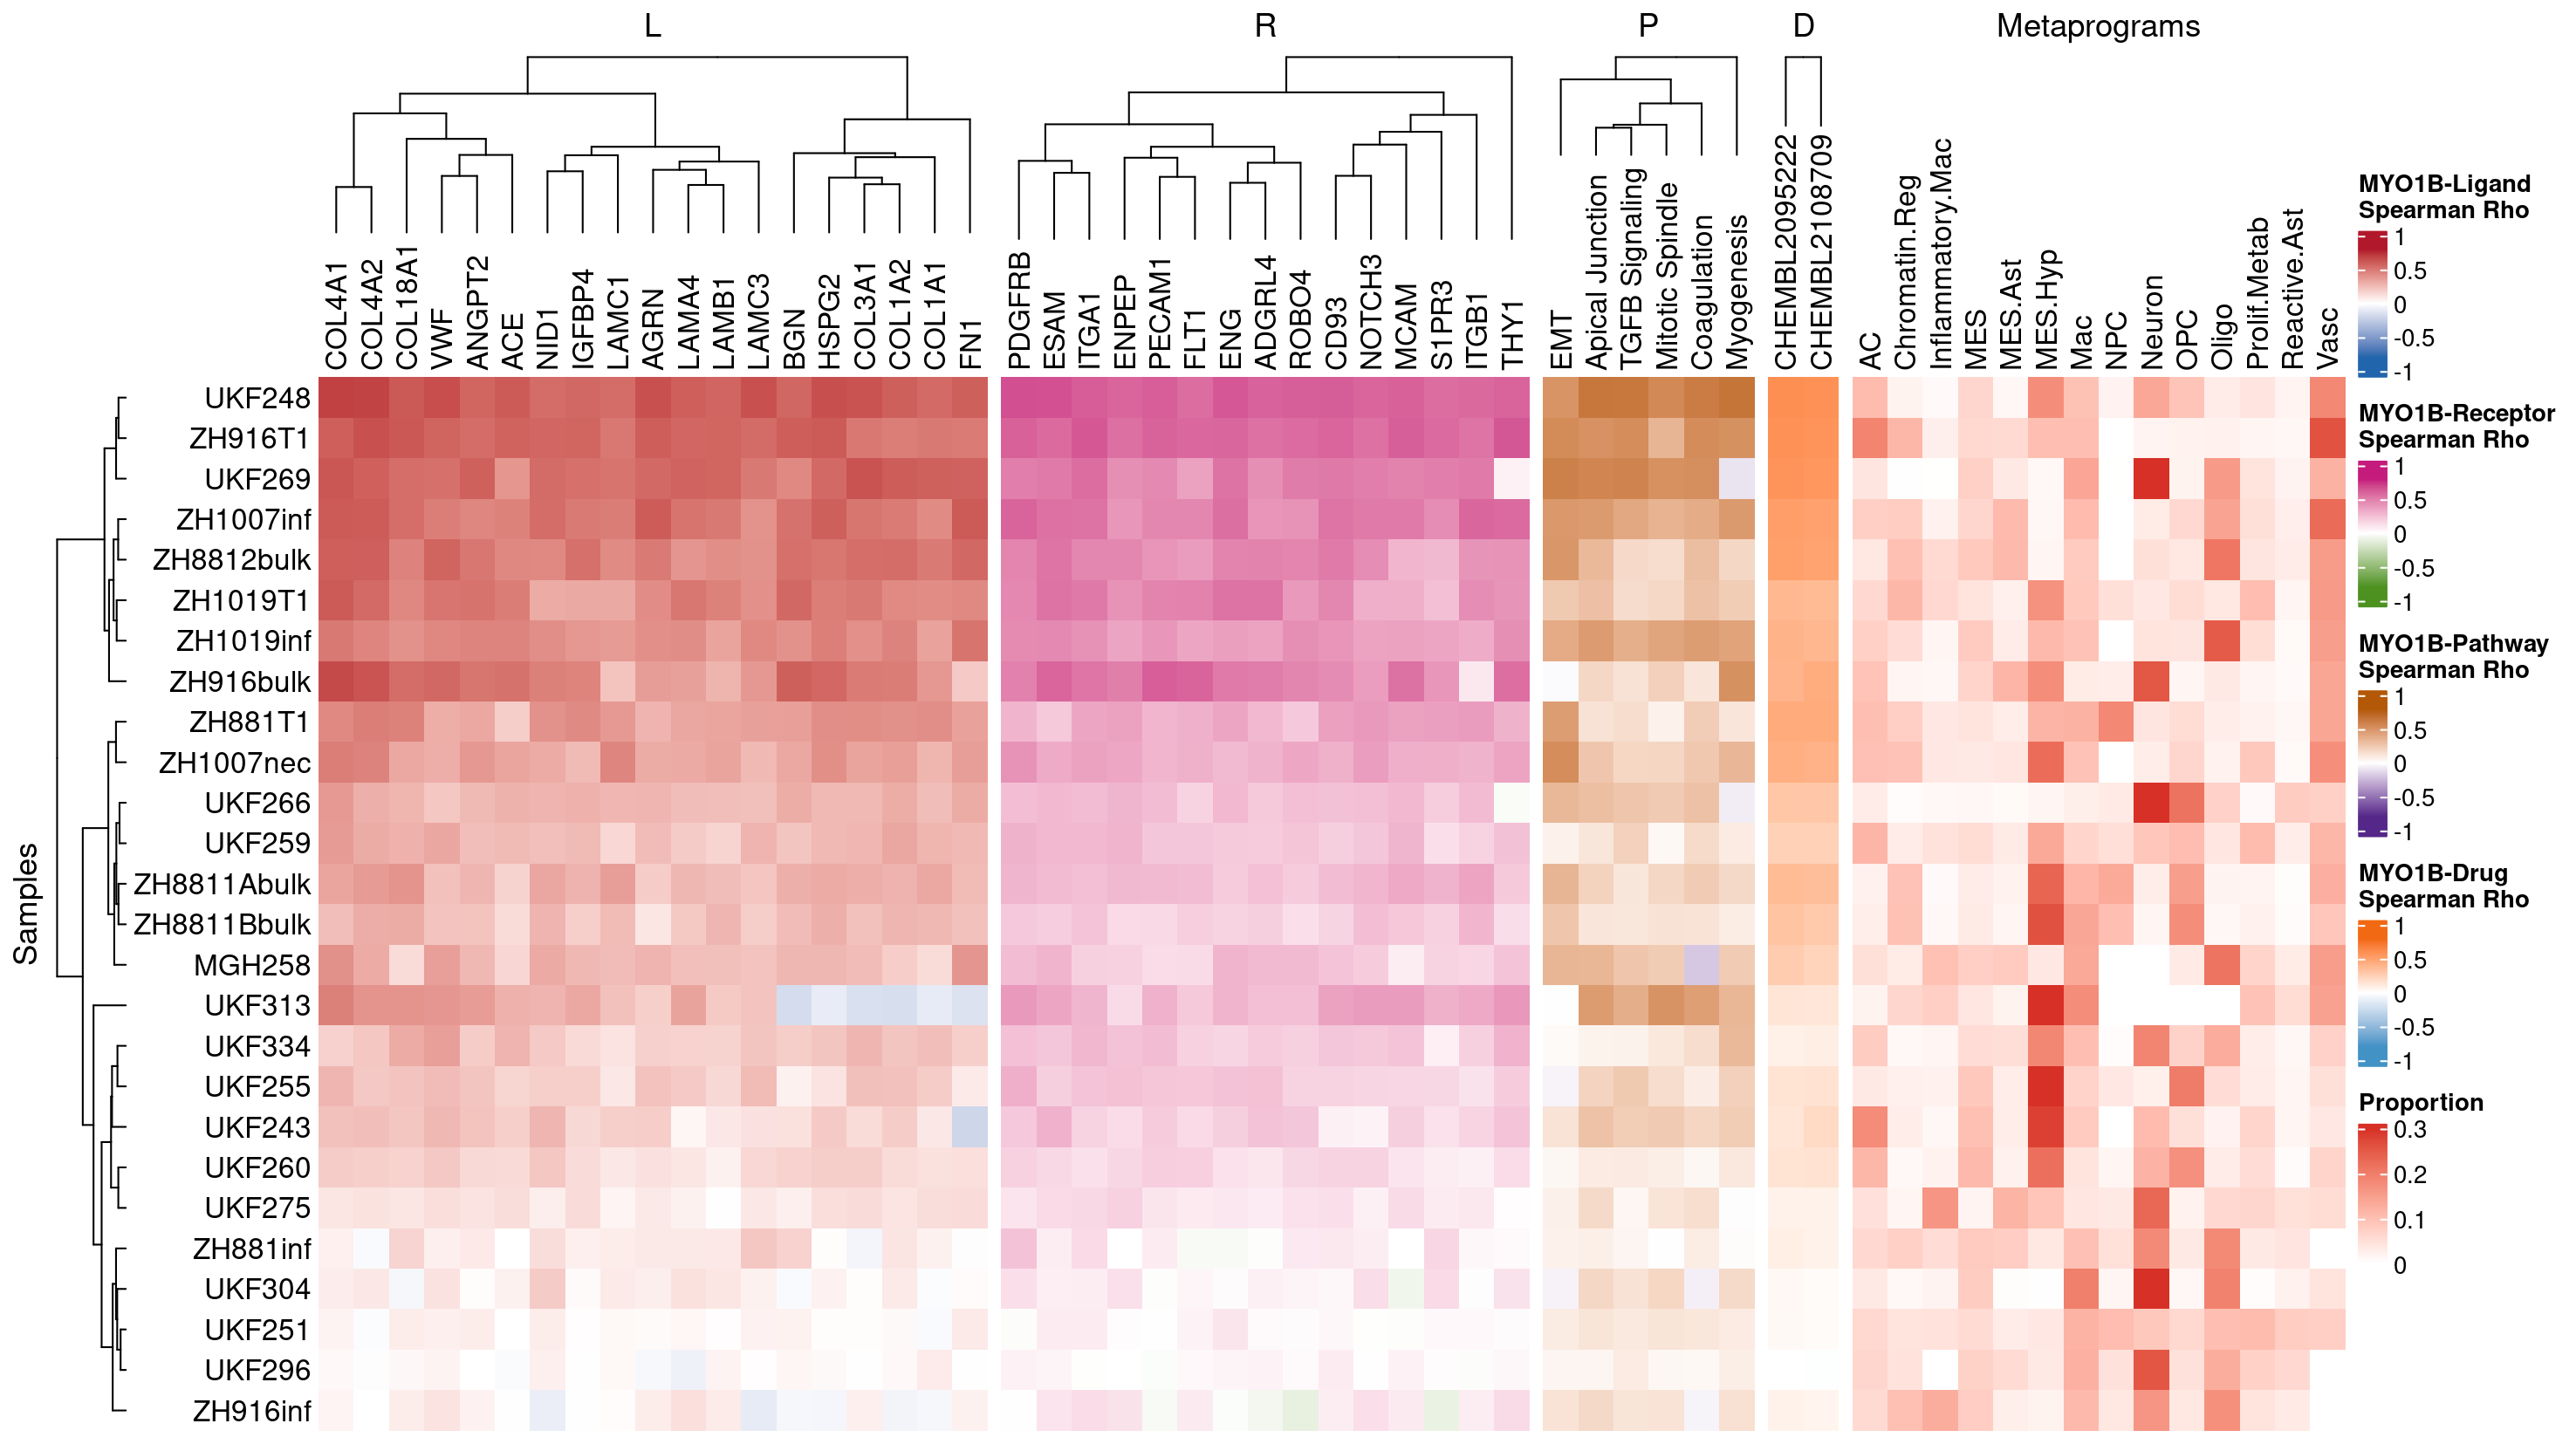 L
R
P
D
Metaprograms
COL4A1
COL4A2
COL18A1
VWF
ANGPT2
ACE
NID1
IGFBP4
LAMC1
AGRN
LAMA4
LAMB1
LAMC3
BGN
HSPG2
COL3A1
COL1A2
COL1A1
FN1
PDGFRB
ESAM
ITGA1
ENPEP
PECAM1
FLT1
ENG
ADGRL4
ROBO4
CD93
NOTCH3
MCAM
S1PR3
ITGB1
THY1
EMT
Apical Junction
TGFB Signaling
Mitotic Spindle
Coagulation
Myogenesis
CHEMBL2095222
CHEMBL2108709
AC
Chromatin.Reg
Inflammatory.Mac
MES
MES.Ast
MES.Hyp
Mac
NPC
Neuron
OPC
Oligo
Prolif.Metab
Reactive.Ast
Vasc
Samples
UKF248
ZH916T1
UKF269
ZH1007inf
ZH8812bulk
ZH1019T1
ZH1019inf
ZH916bulk
ZH881T1
ZH1007nec
UKF266
UKF259
ZH8811Abulk
ZH8811Bbulk
MGH258
UKF313
UKF334
UKF255
UKF243
UKF260
UKF275
ZH881inf
UKF304
UKF251
UKF296
ZH916inf
MYO1B-Ligand
Spearman Rho
1
0.5
0
-0.5
-1
MYO1B-Receptor
Spearman Rho
1
0.5
0
-0.5
-1
MYO1B-Pathway
Spearman Rho
1
0.5
0
-0.5
-1
MYO1B-Drug
Spearman Rho
1
0.5
0
-0.5
-1
Proportion
0.3
0.2
0.1
0